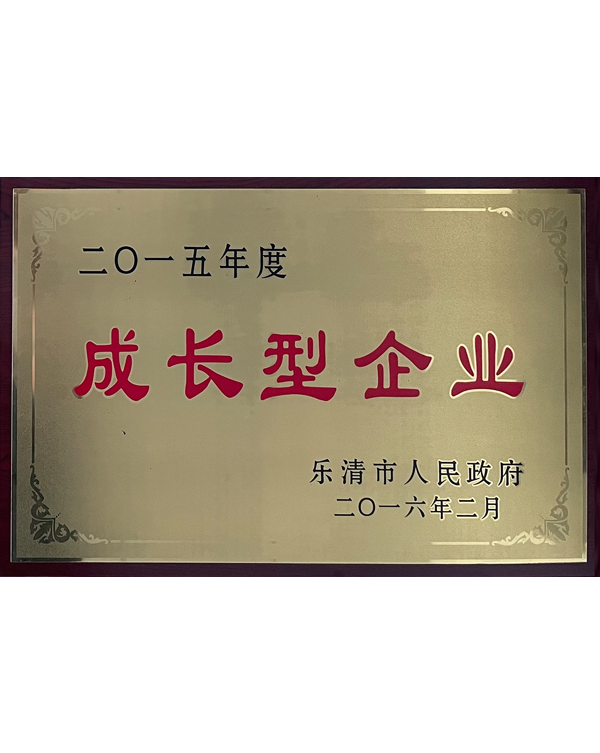 二〇一五年度
成长型企业
乐清市人民政府
二〇一六年二月